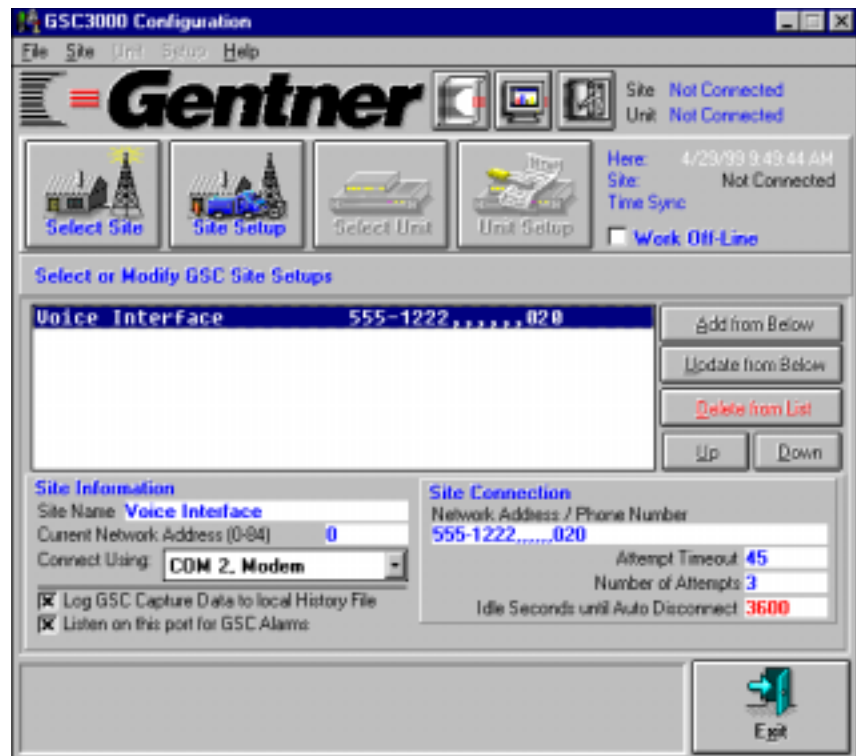 GSC3000 Configuration
File Site Unit Setup Help
Gentner
Site Not Connected
Unit Not Connected
Select Site
Site Setup
Select Unit
Unit Setup
Here: 4/29/99 9:49:44 AM
Site: Not Connected
Time Sync
Work Off-Line
Select or Modify GSC Site Setups
Voice Interface 555-1222,,,,,,020
Add from Below
Update from Below
Delete from List
Up
Down
Site Information
Site Name Voice Interface
Current Network Address (0-84) 0
Connect Using: COM 2, Modem
Log GSC Capture Data to local History File
Listen on this port for GSC Alarms
Site Connection
Network Address / Phone Number
555-1222,,,,,,020
Attempt Timeout 45
Number of Attempts 3
Idle Seconds until Auto Disconnect 3600
Exit